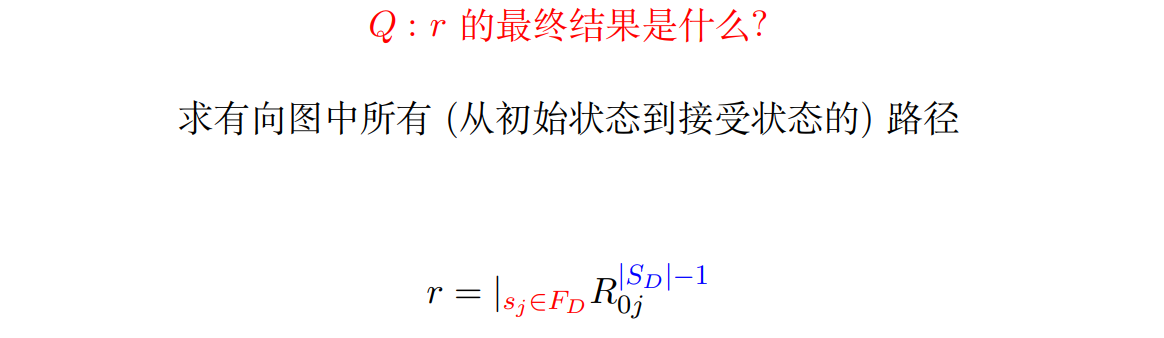 Q : r 的最终结果是什么?
求有向图中所有 (从初始状态到接受状态的) 路径
r = |_{s_j∈F_D} R_{0j}^{|S_D|−1}